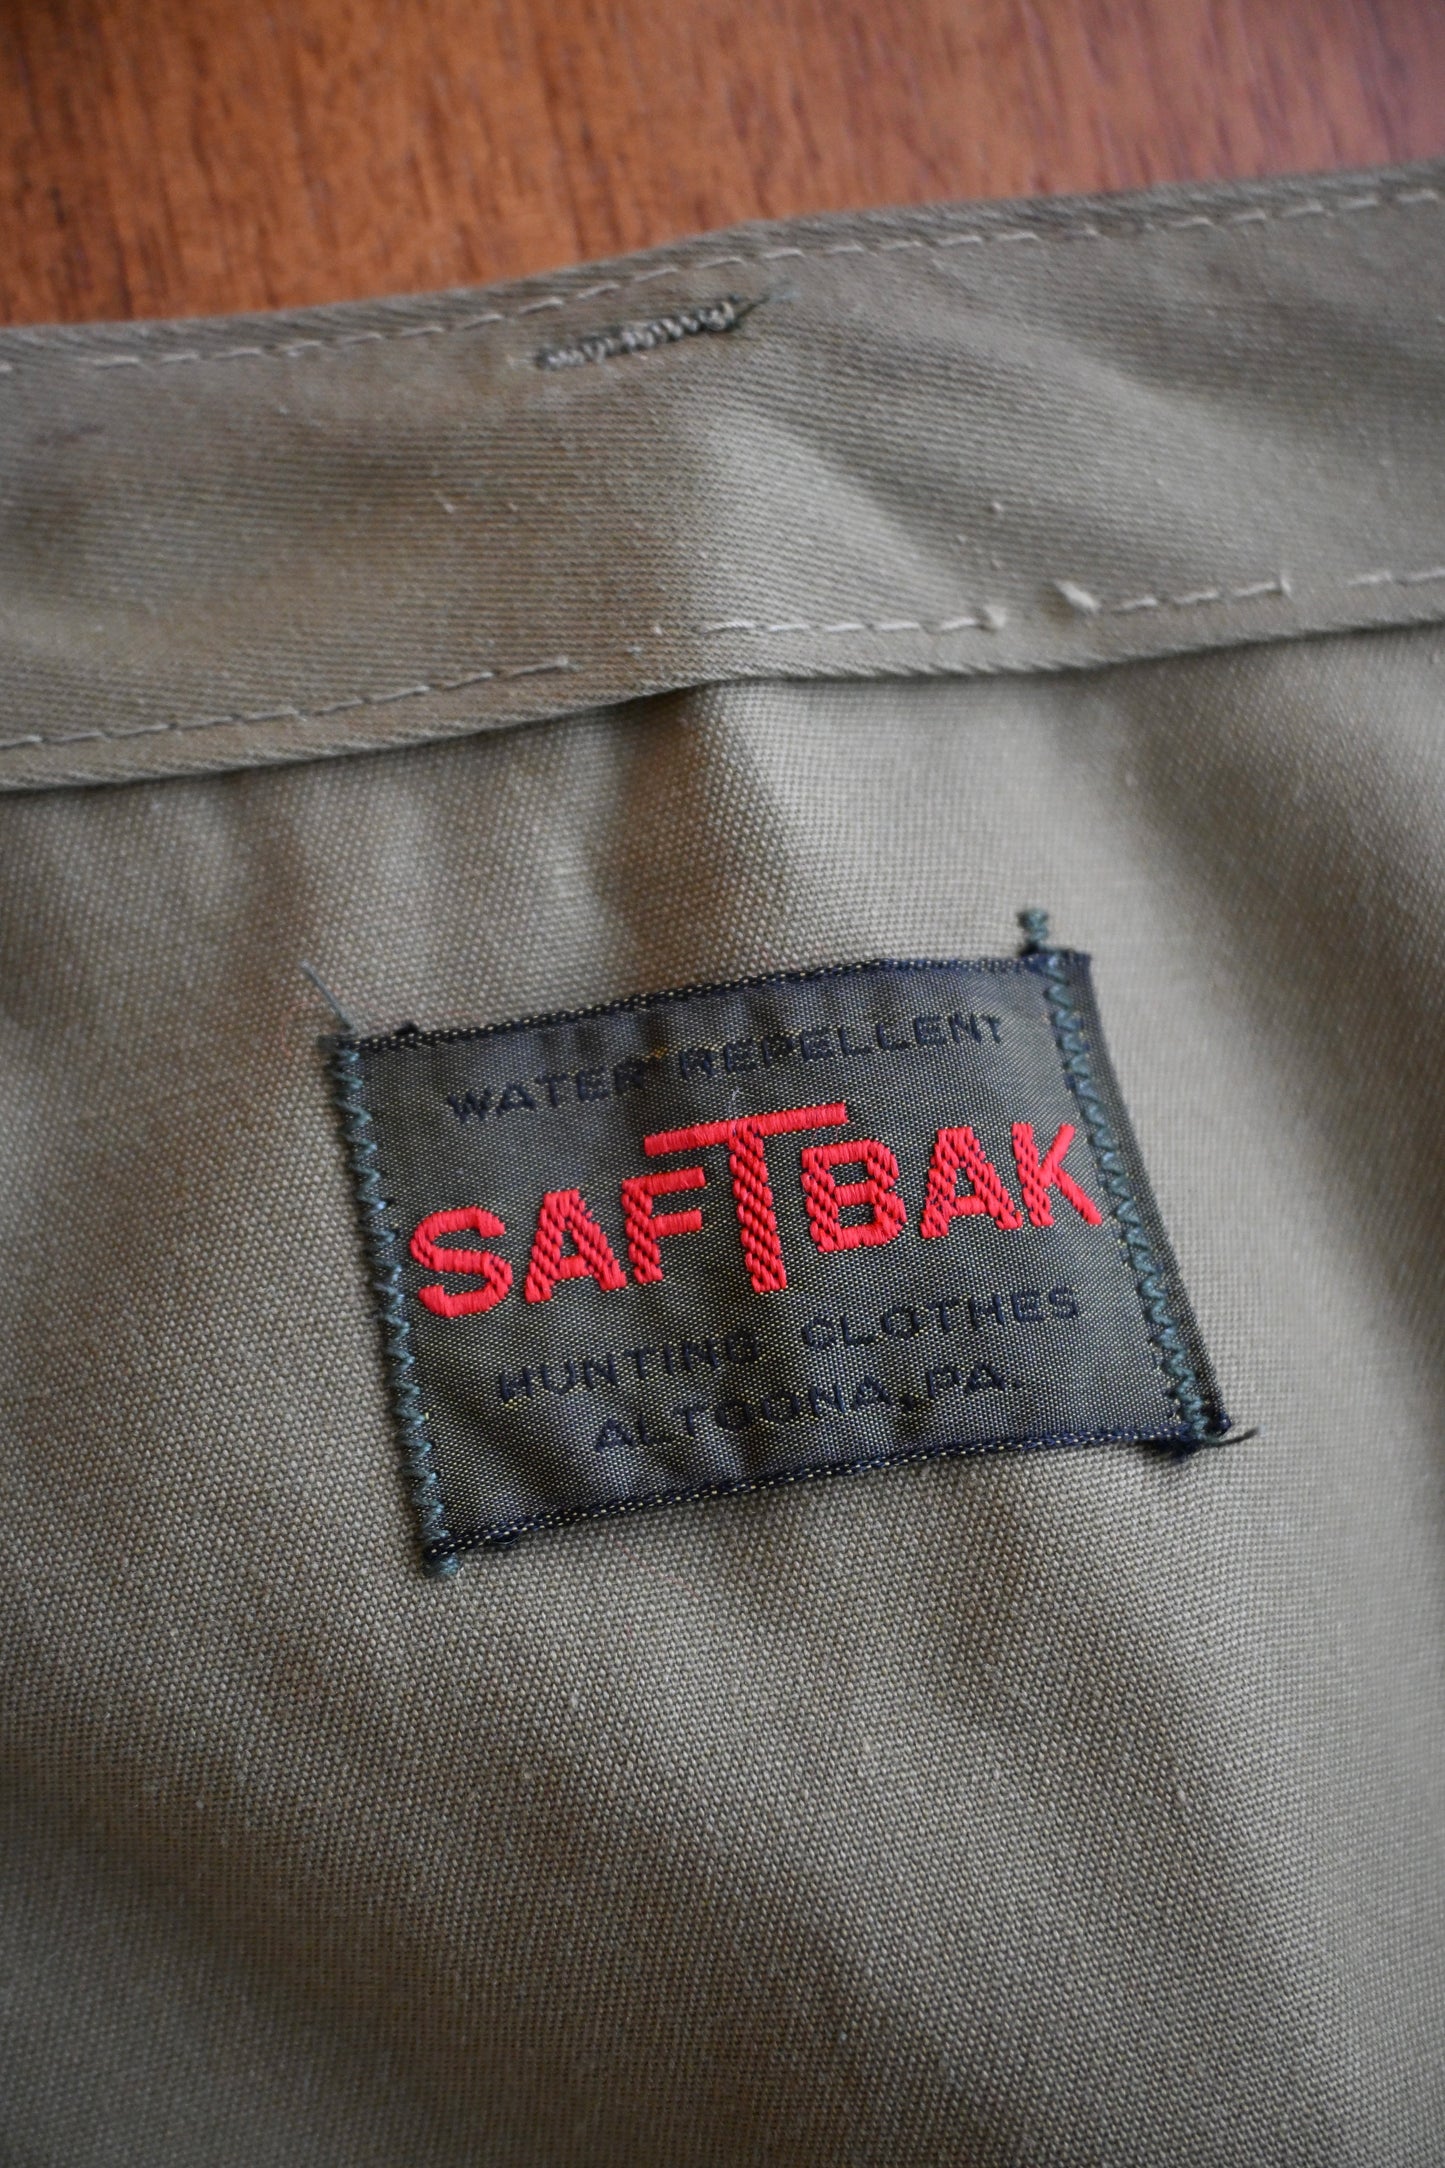 WATER REPELLENT
SAFTBAK
HUNTING CLOTHES
ALTOONA, PA.